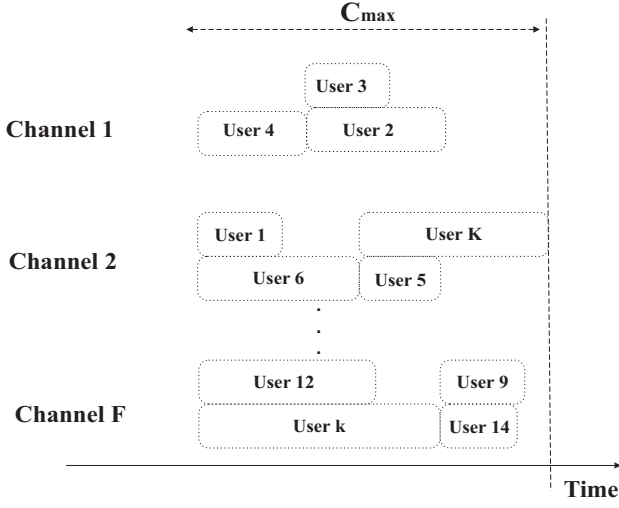 Cmax
User 3
Channel 1
User 4
User 2
User 1
User K
Channel 2
User 6
User 5
User 12
User 9
Channel F
User k
User 14
Time